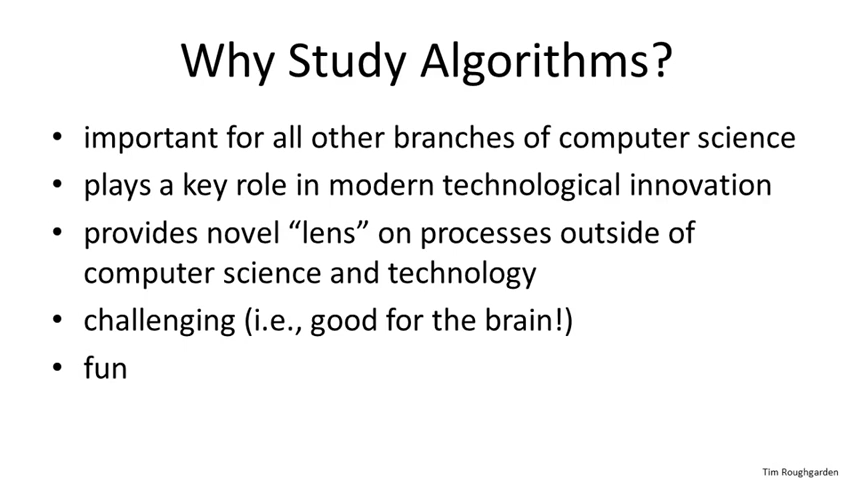 Why Study Algorithms?
• important for all other branches of computer science
• plays a key role in modern technological innovation
• provides novel “lens” on processes outside of
computer science and technology
• challenging (i.e., good for the brain!)
• fun
Tim Roughgarden